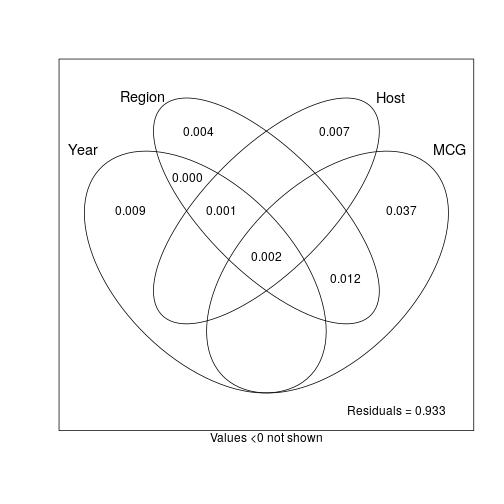 Region
Host
Year
MCG
0.004
0.007
0.000
0.009
0.001
0.037
0.002
0.012
Residuals = 0.933
Values <0 not shown